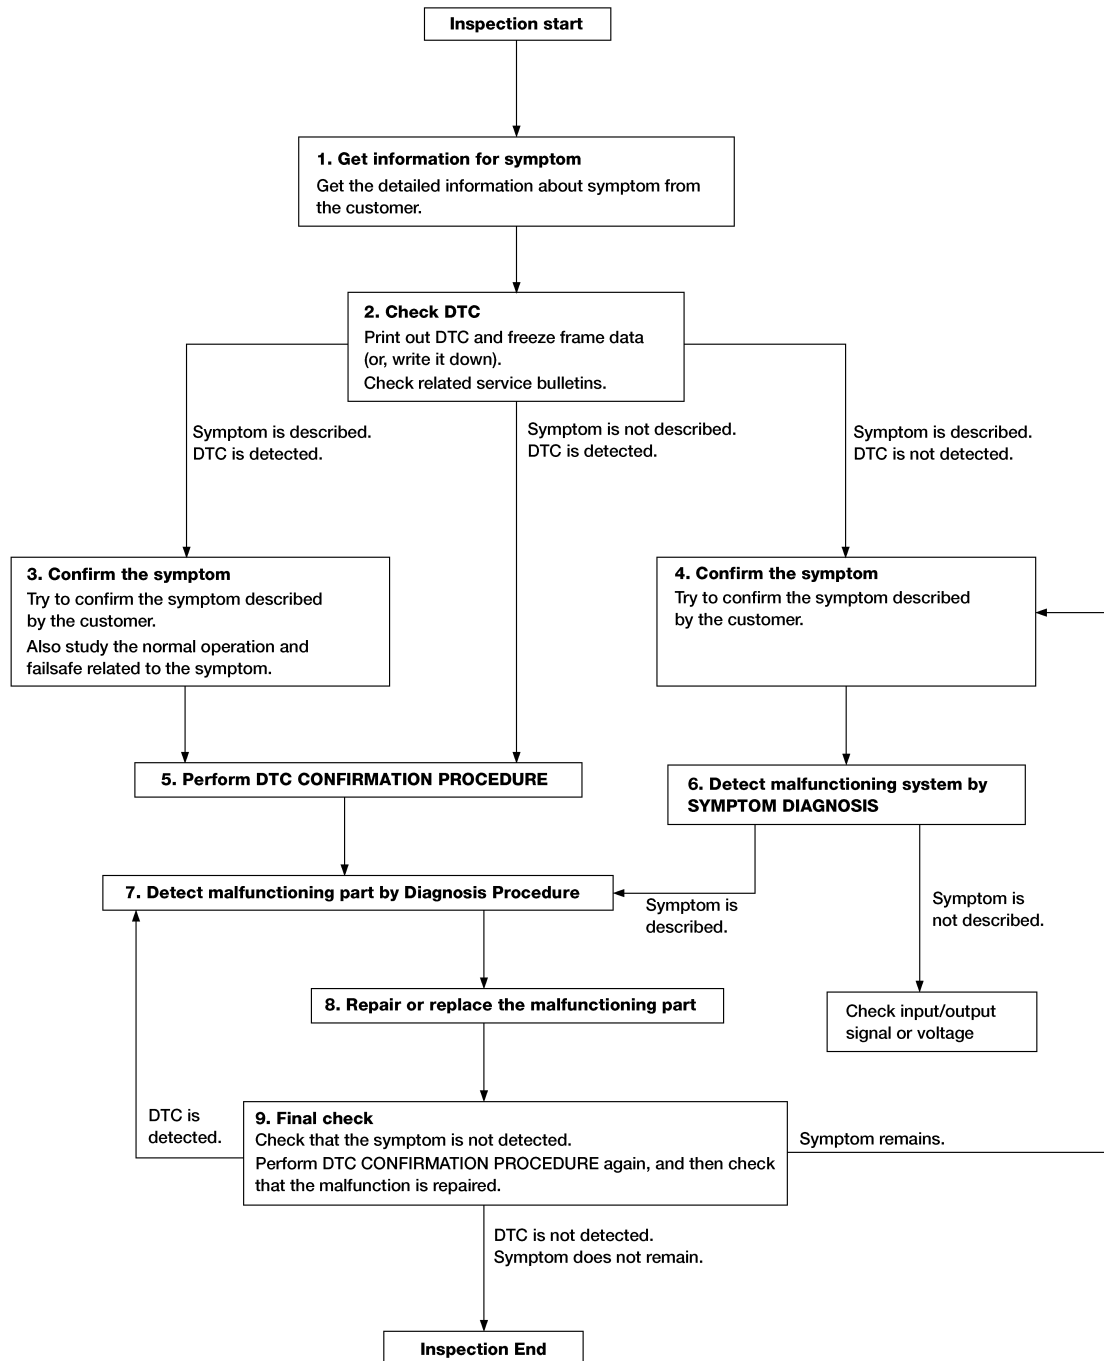 Inspection start
1. Get information for symptom
Get the detailed information about symptom from
the customer.
2. Check DTC
Print out DTC and freeze frame data
(or, write it down).
Check related service bulletins.
Symptom is described.
DTC is detected.
Symptom is not described.
DTC is detected.
Symptom is described.
DTC is not detected.
3. Confirm the symptom
Try to confirm the symptom described
by the customer.
Also study the normal operation and
failsafe related to the symptom.
4. Confirm the symptom
Try to confirm the symptom described
by the customer.
5. Perform DTC CONFIRMATION PROCEDURE
6. Detect malfunctioning system by
SYMPTOM DIAGNOSIS
7. Detect malfunctioning part by Diagnosis Procedure
Symptom is
described.
Symptom is
not described.
8. Repair or replace the malfunctioning part
Check input/output
signal or voltage
DTC is
detected.
9. Final check
Check that the symptom is not detected.
Perform DTC CONFIRMATION PROCEDURE again, and then check
that the malfunction is repaired.
Symptom remains.
DTC is not detected.
Symptom does not remain.
Inspection End